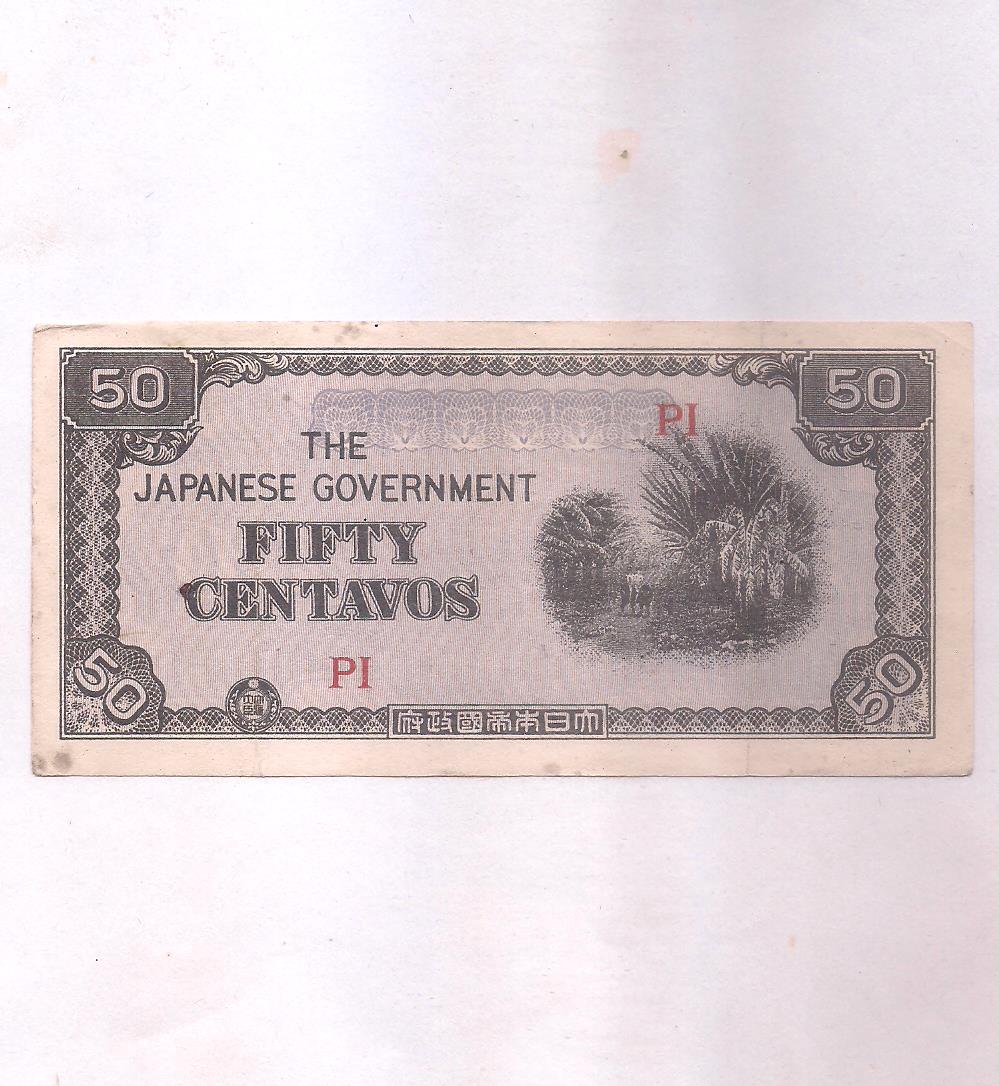 50
50
PI
THE
JAPANESE GOVERNMENT
FIFTY
CENTAVOS
PI
50
50
府政國帝本日大